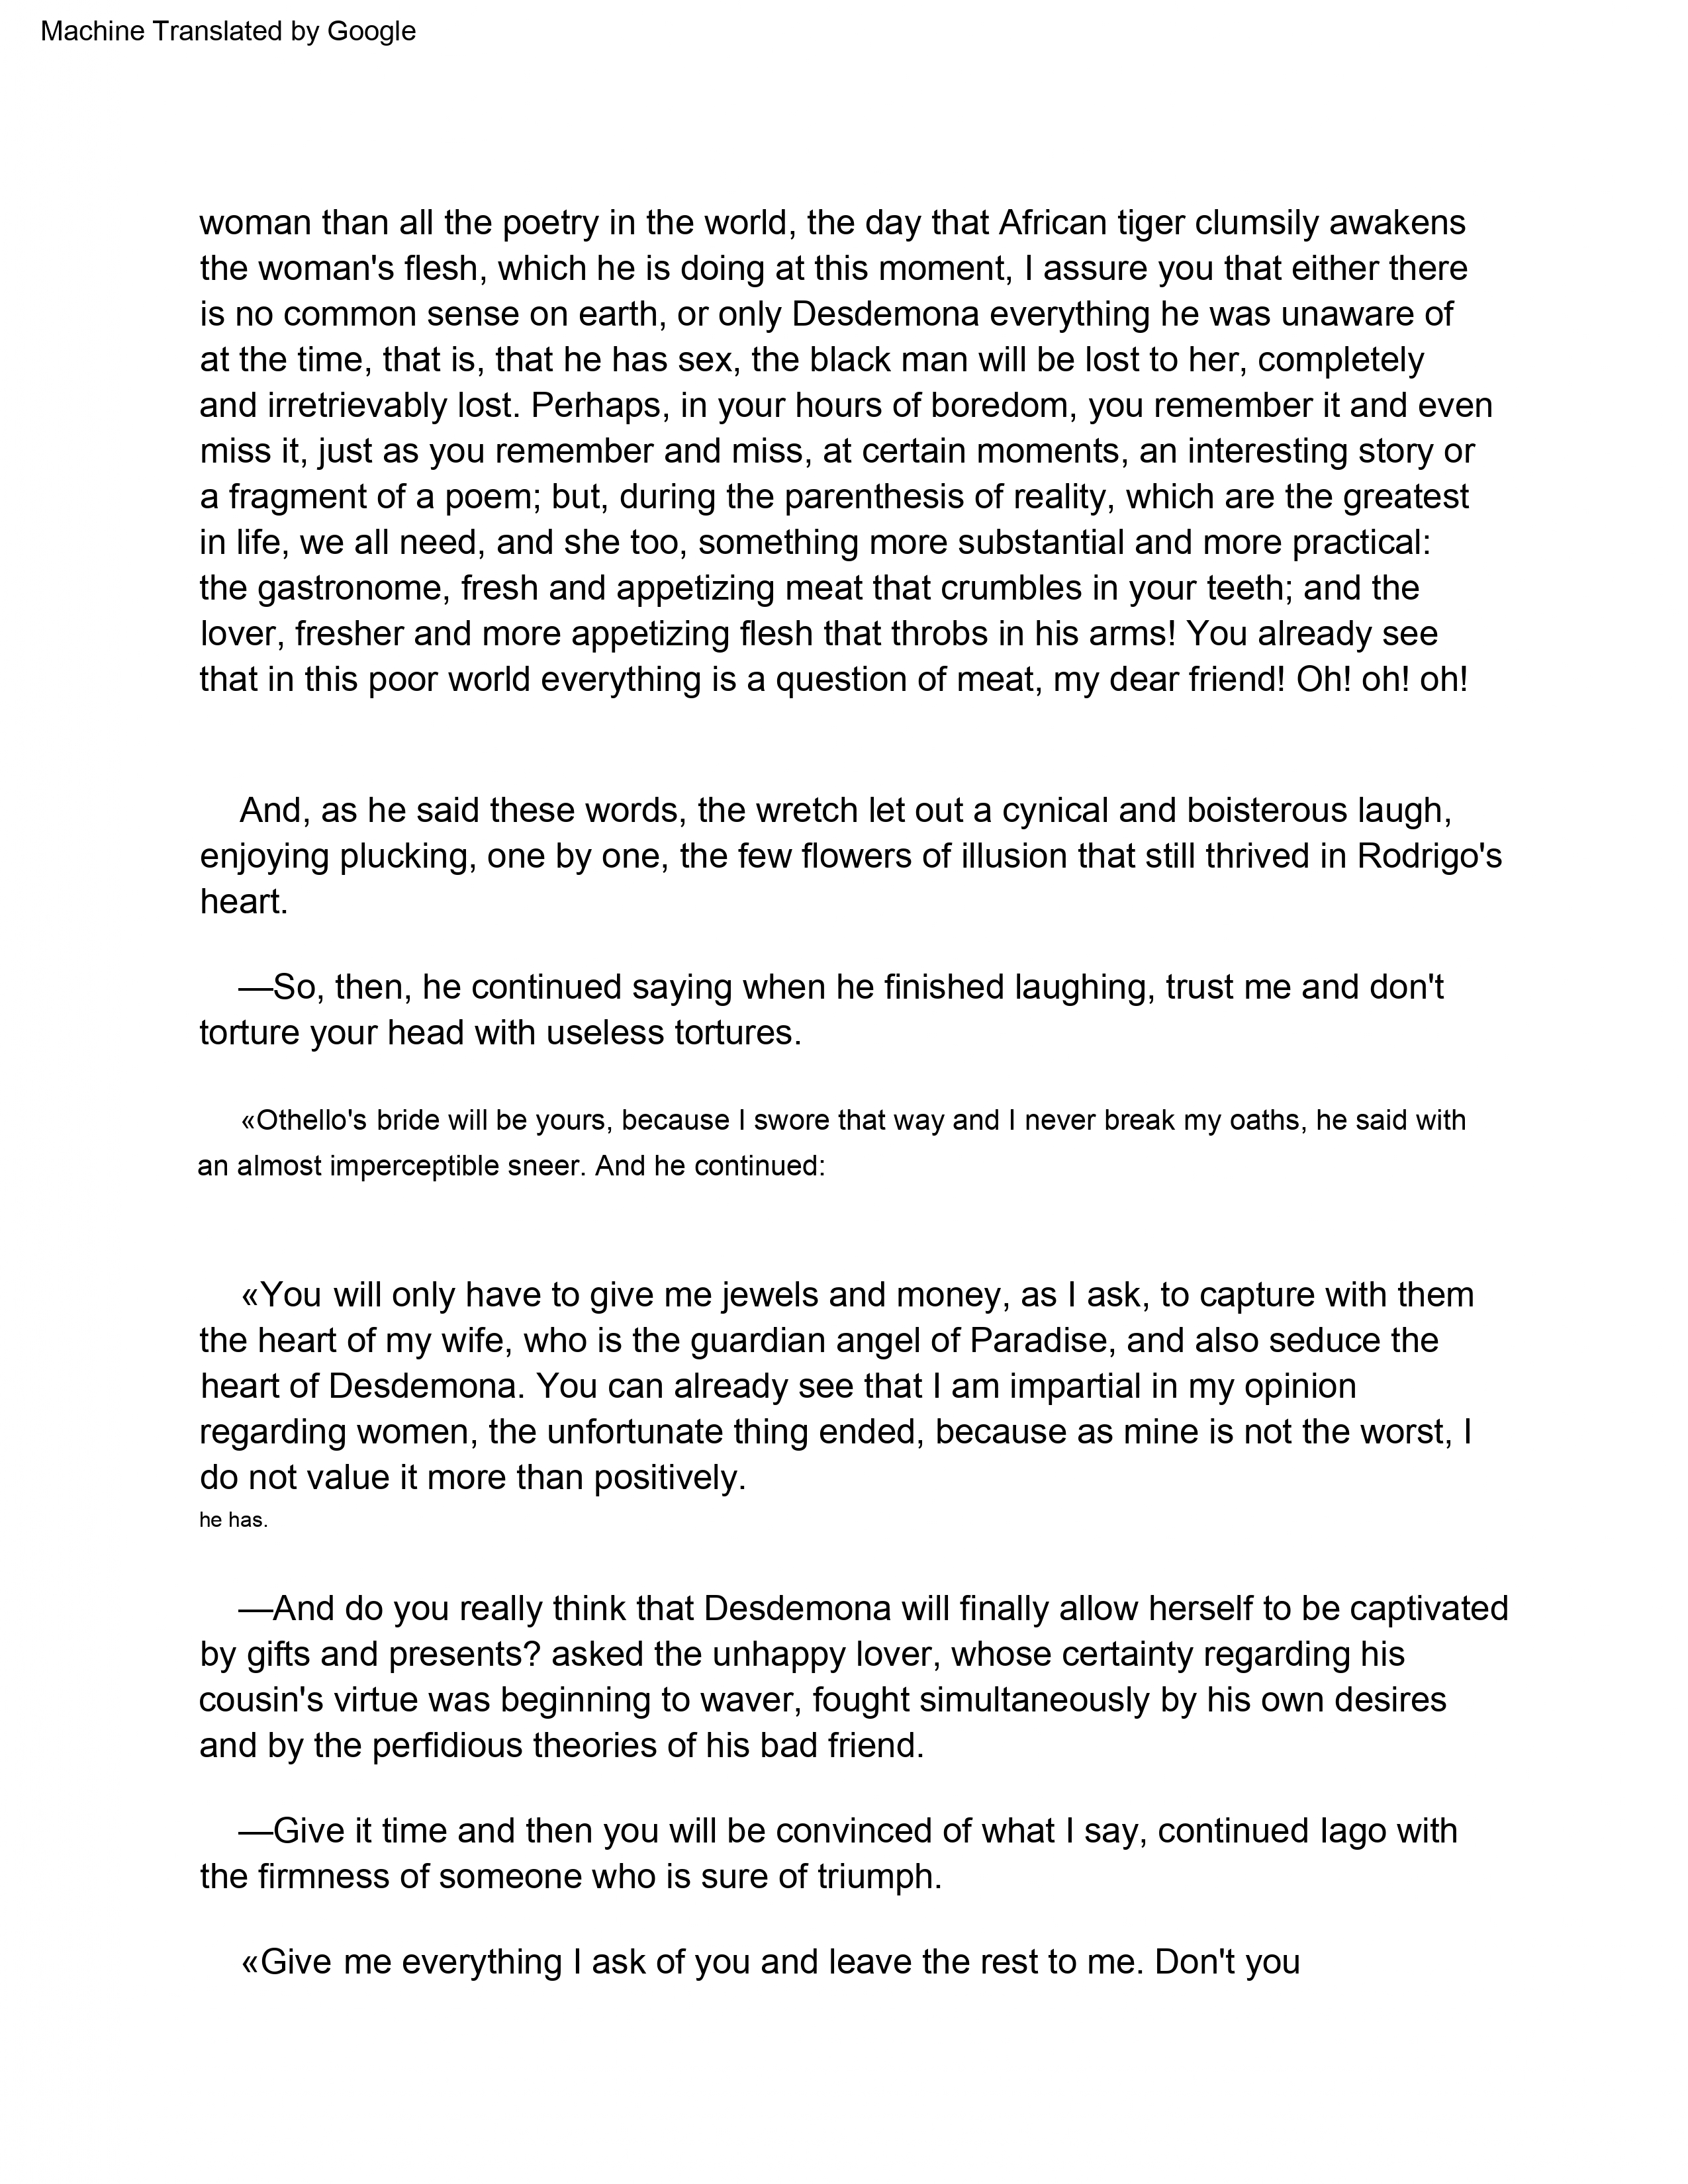 Machine Translated by Google
woman than all the poetry in the world, the day that African tiger clumsily awakens
the woman's flesh, which he is doing at this moment, I assure you that either there
is no common sense on earth, or only Desdemona everything he was unaware of
at the time, that is, that he has sex, the black man will be lost to her, completely
and irretrievably lost. Perhaps, in your hours of boredom, you remember it and even
miss it, just as you remember and miss, at certain moments, an interesting story or
a fragment of a poem; but, during the parenthesis of reality, which are the greatest
in life, we all need, and she too, something more substantial and more practical:
the gastronome, fresh and appetizing meat that crumbles in your teeth; and the
lover, fresher and more appetizing flesh that throbs in his arms! You already see
that in this poor world everything is a question of meat, my dear friend! Oh! oh! oh!
And, as he said these words, the wretch let out a cynical and boisterous laugh,
enjoying plucking, one by one, the few flowers of illusion that still thrived in Rodrigo's
heart.
—So, then, he continued saying when he finished laughing, trust me and don't
torture your head with useless tortures.
«Othello's bride will be yours, because I swore that way and I never break my oaths, he said with
an almost imperceptible sneer. And he continued:
«You will only have to give me jewels and money, as I ask, to capture with them
the heart of my wife, who is the guardian angel of Paradise, and also seduce the
heart of Desdemona. You can already see that I am impartial in my opinion
regarding women, the unfortunate thing ended, because as mine is not the worst, I
do not value it more than positively.
he has.
—And do you really think that Desdemona will finally allow herself to be captivated
by gifts and presents? asked the unhappy lover, whose certainty regarding his
cousin's virtue was beginning to waver, fought simultaneously by his own desires
and by the perfidious theories of his bad friend.
—Give it time and then you will be convinced of what I say, continued Iago with
the firmness of someone who is sure of triumph.
«Give me everything I ask of you and leave the rest to me. Don't you